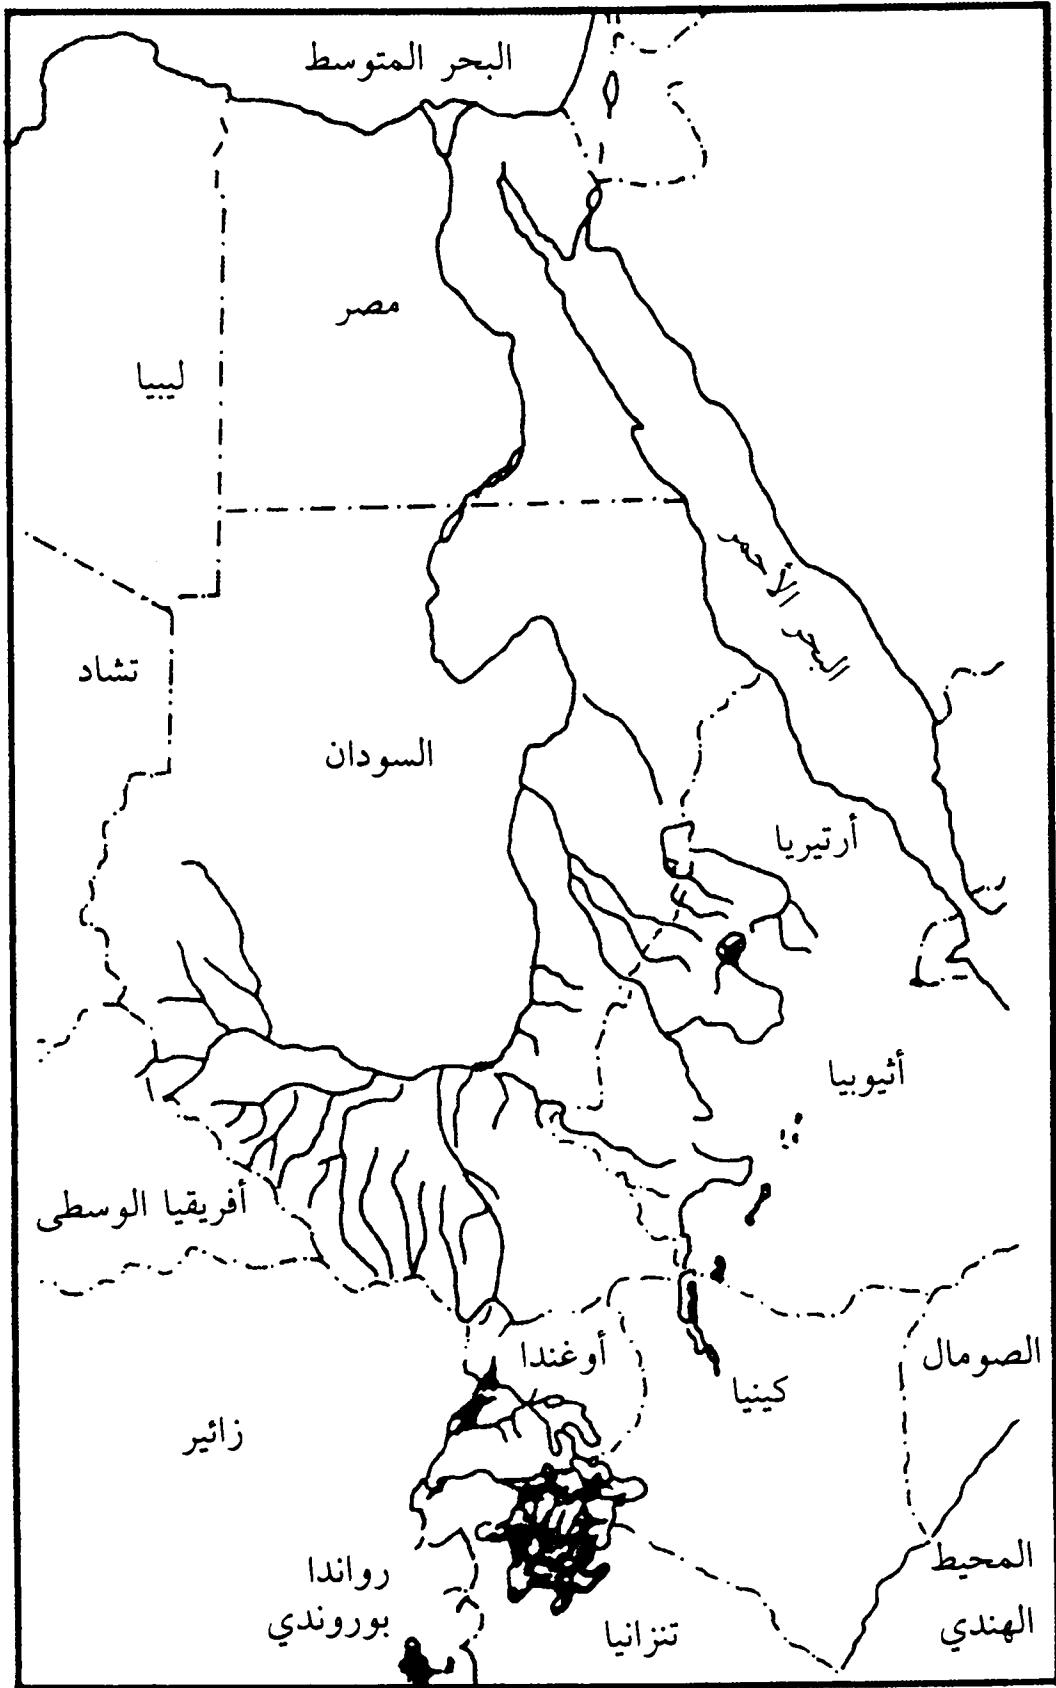 البحر المتوسط
مصر
ليبيا
البحر الأحمر
تشاد
السودان
أرتيريا
أثيوبيا
أفريقيا الوسطى
أوغندا
الصومال
كينيا
زائير
المحيط
الهندي
رواندا
بوروندي
تنزانيا